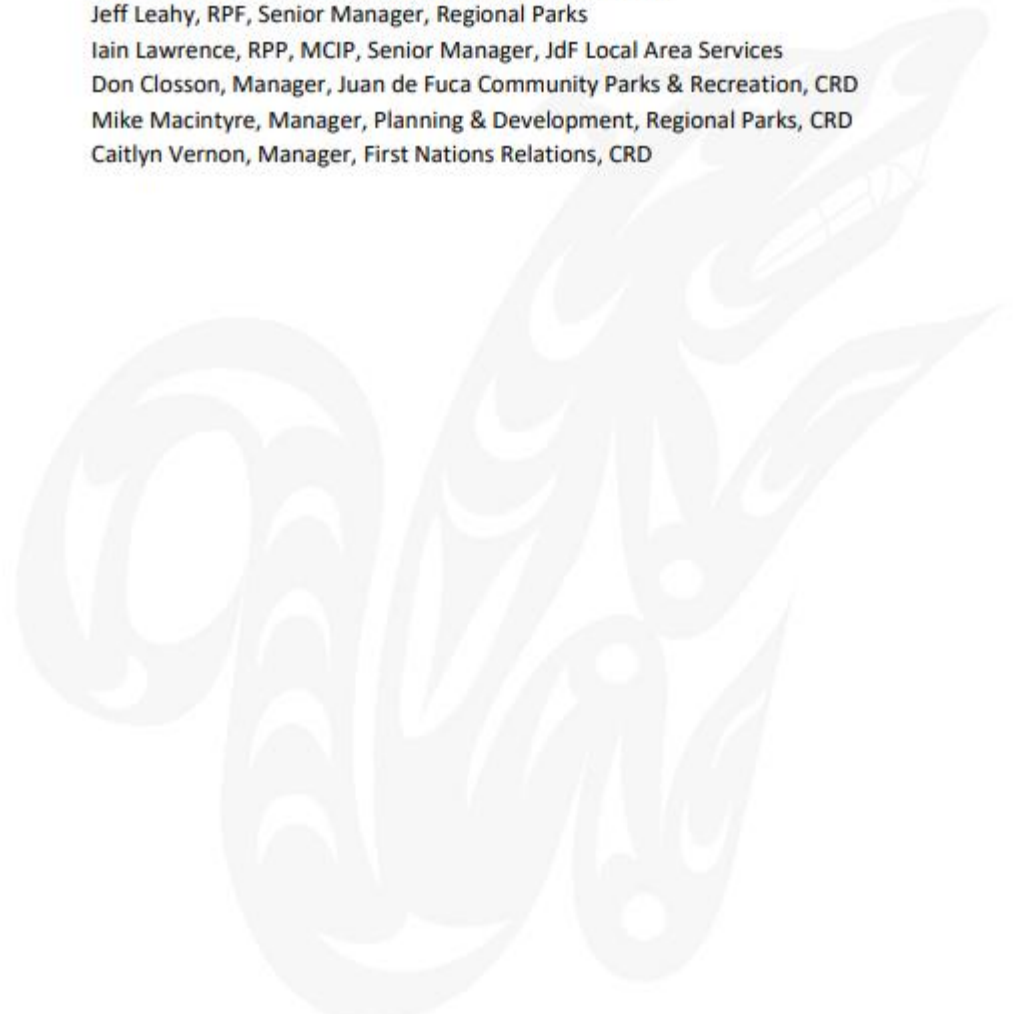 Jeff Leahy, RPF, Senior Manager, Regional Parks
Iain Lawrence, RPP, MCIP, Senior Manager, JdF Local Area Services
Don Closson, Manager, Juan de Fuca Community Parks & Recreation, CRD
Mike Macintyre, Manager, Planning & Development, Regional Parks, CRD
Caitlyn Vernon, Manager, First Nations Relations, CRD